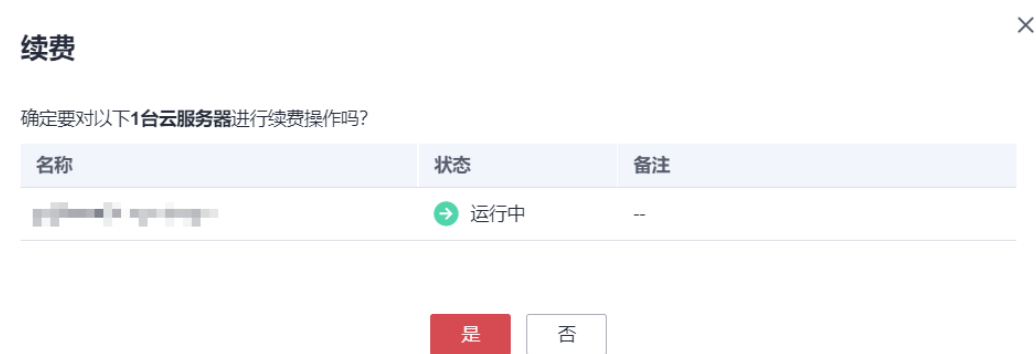 续费
确定要对以下1台云服务器进行续费操作吗?
名称 状态 备注
运行中 --
是 否